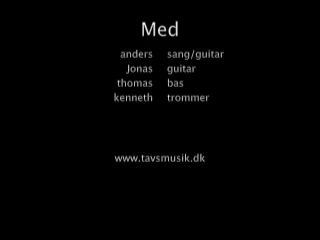 Med
anders sang/guitar
Jonas guitar
thomas bas
kenneth trommer
www.tavsmusik.dk